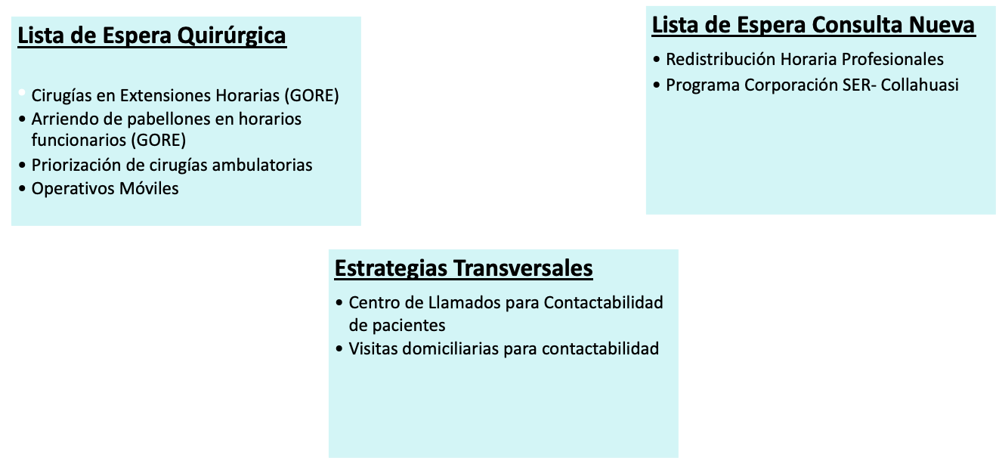 Lista de Espera Quirúrgica
• Cirugías en Extensiones Horarias (GORE)
• Arriendo de pabellones en horarios
funcionarios (GORE)
• Priorización de cirugías ambulatorias
• Operativos Móviles
Lista de Espera Consulta Nueva
• Redistribución Horaria Profesionales
• Programa Corporación SER- Collahuasi
Estrategias Transversales
• Centro de Llamados para Contactabilidad
de pacientes
• Visitas domiciliarias para contactabilidad